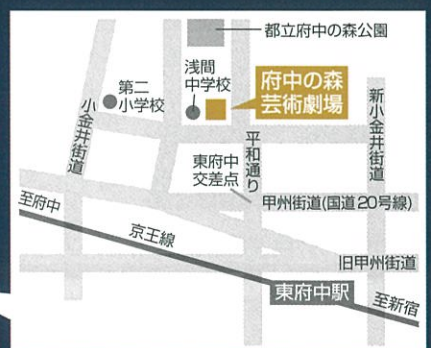 都立府中の森公園
浅間
中学校
第二
小学校
府中の森
芸術劇場
小金井街道
平和通り
新小金井街道
東府中
交差点
甲州街道(国道20号線)
至府中
京王線
旧甲州街道
東府中駅
至新宿